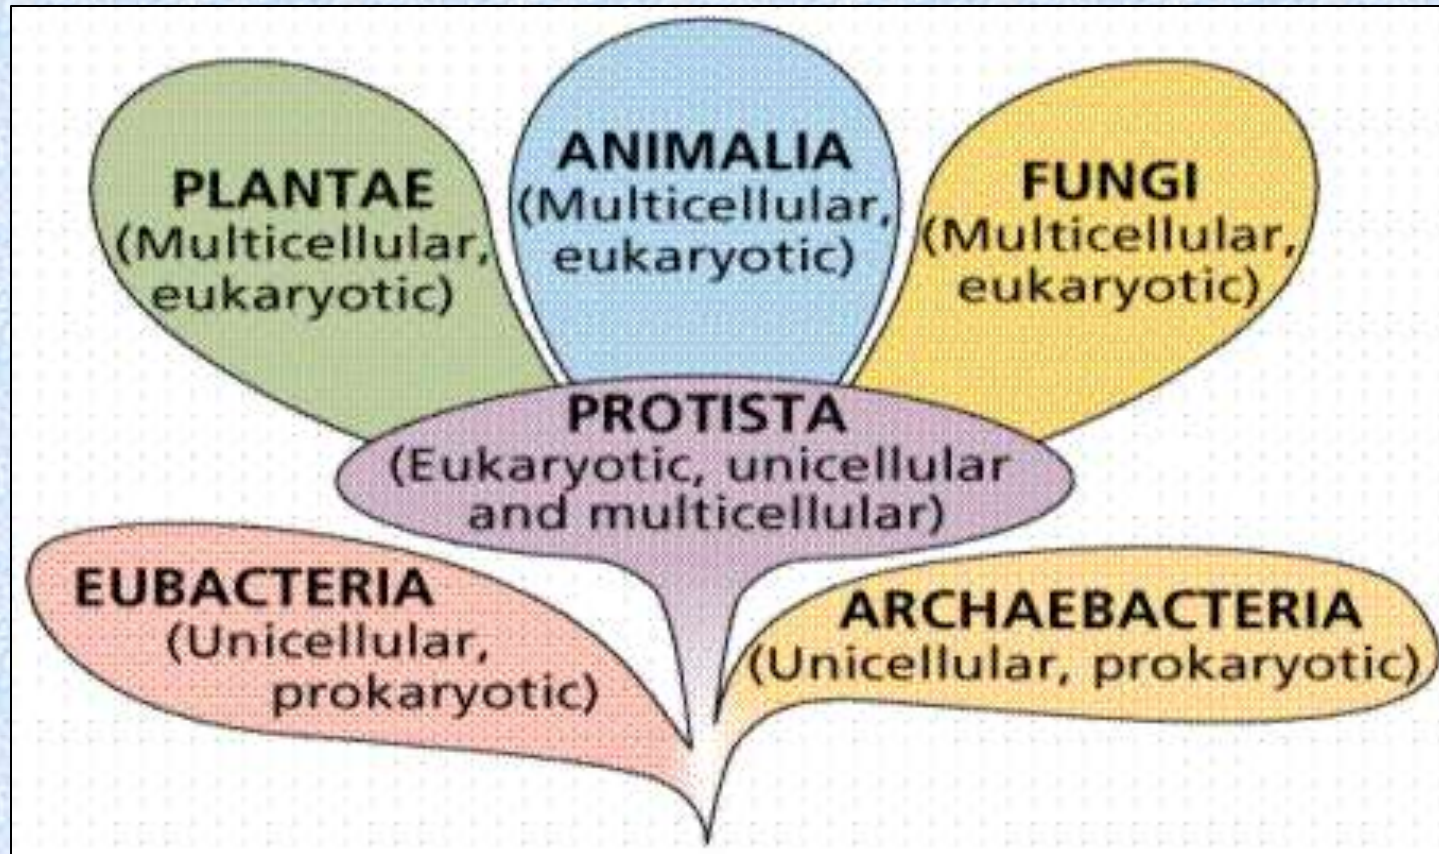 PLANTAE
(Multicellular,
eukaryotic)
ANIMALIA
(Multicellular,
eukaryotic)
FUNGI
(Multicellular,
eukaryotic)
PROTISTA
(Eukaryotic, unicellular
and multicellular)
EUBACTERIA
(Unicellular,
prokaryotic)
ARCHAEBACTERIA
(Unicellular, prokaryotic)